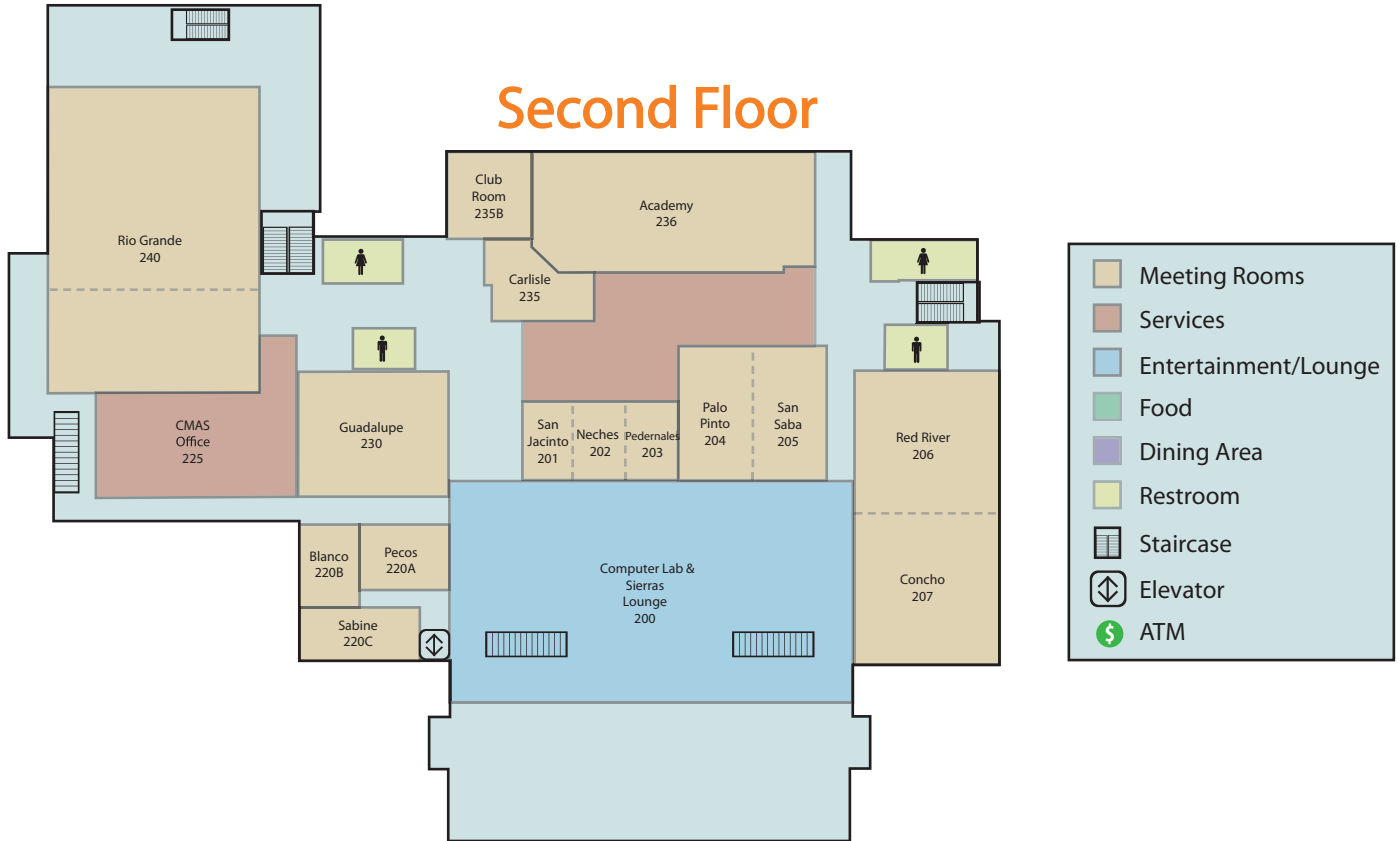 Second Floor
Club
Room
235B
Academy
236
Rio Grande
240
Carlisle
235
CMAS
Office
225
Guadalupe
230
San
Jacinto
201
Neches
202
Pedernales
203
Palo
Pinto
204
San
Saba
205
Red River
206
Blanco
220B
Pecos
220A
Sabine
220C
Computer Lab &
Sierras
Lounge
200
Concho
207
Meeting Rooms
Services
Entertainment/Lounge
Food
Dining Area
Restroom
Staircase
Elevator
$ ATM